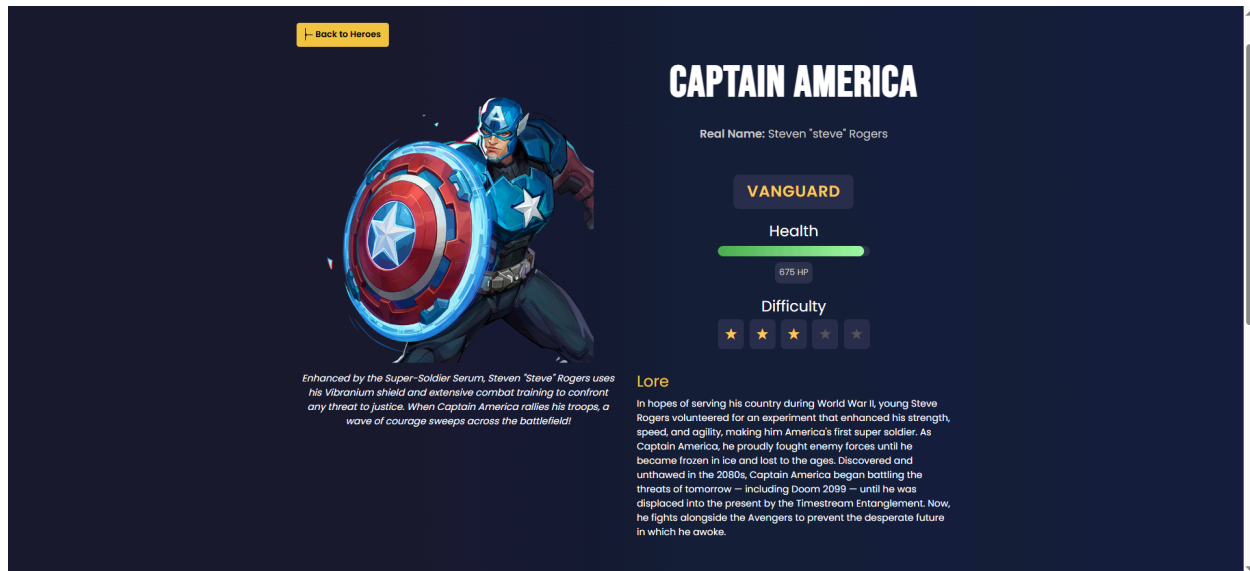 Back to Heroes
CAPTAIN AMERICA
Real Name: Steven "steve" Rogers
A
VANGUARD
Health
675 HP
Difficulty
Enhanced by the Super-Soldier Serum, Steven "Steve" Rogers uses
his Vibranium shield and extensive combat training to confront
any threat to justice. When Captain America rallies his troops, a
wave of courage sweeps across the battlefield!
Lore
In hopes of serving his country during World War II, young Steve
Rogers volunteered for an experiment that enhanced his strength,
speed, and agility, making him America's first super soldier. As
Captain America, he proudly fought enemy forces until he
became frozen in ice and lost to the ages. Discovered and
unthawed in the 2080s, Captain America began battling the
threats of tomorrow — including Doom 2099 — until he was
displaced into the present by the Timestream Entanglement. Now,
he fights alongside the Avengers to prevent the desperate future
in which he awoke.